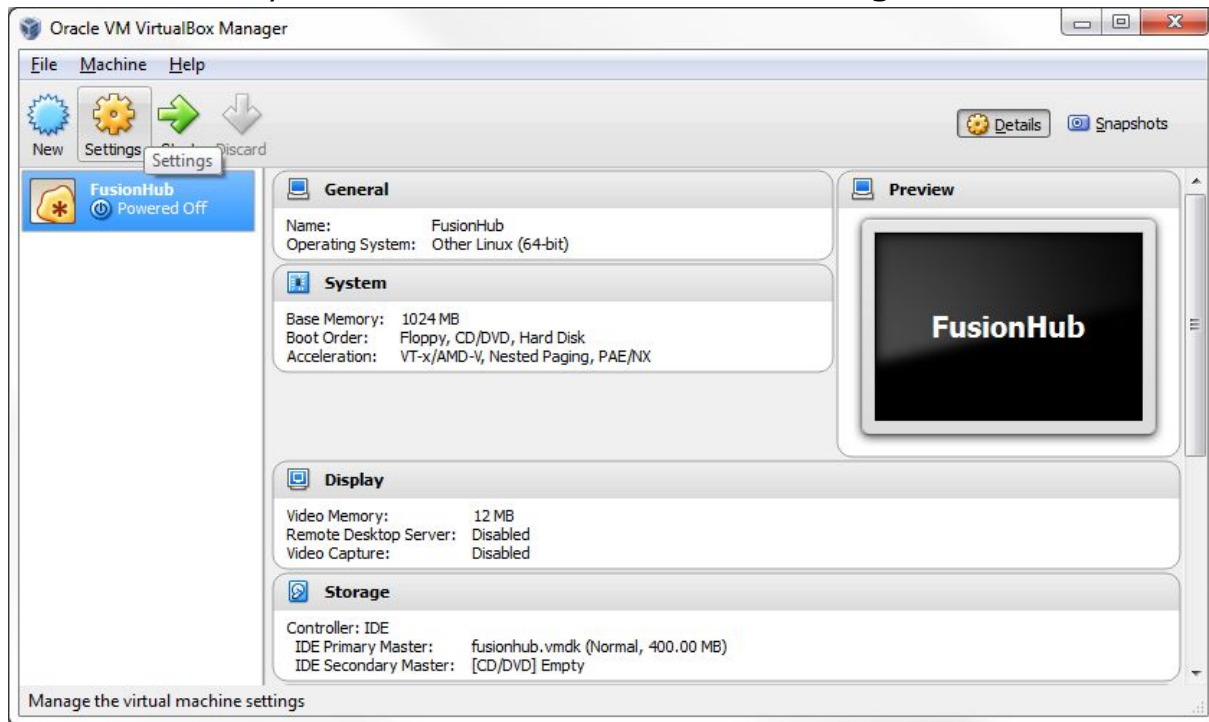 Oracle VM VirtualBox Manager
File Machine Help
New Settings Discard
Settings
Details Snapshots
FusionHub
Powered Off
General
Name: FusionHub
Operating System: Other Linux (64-bit)
System
Base Memory: 1024 MB
Boot Order: Floppy, CD/DVD, Hard Disk
Acceleration: VT-x/AMD-V, Nested Paging, PAE/NX
Preview
FusionHub
Display
Video Memory: 12 MB
Remote Desktop Server: Disabled
Video Capture: Disabled
Storage
Controller: IDE
IDE Primary Master: fusionhub.vmdk (Normal, 400.00 MB)
IDE Secondary Master: [CD/DVD] Empty
Manage the virtual machine settings